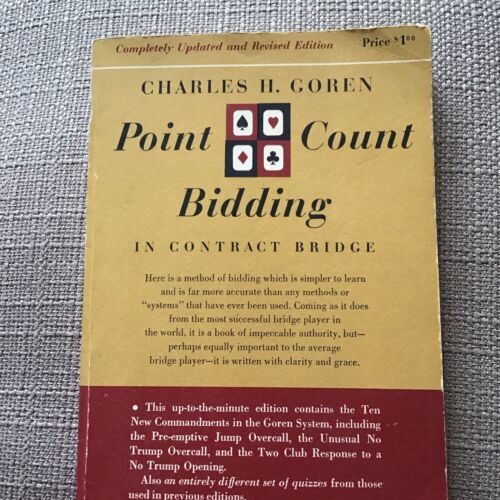 Completely Updated and Revised Edition Price $1.00
CHARLES H. GOREN
Point Count
Bidding
IN CONTRACT BRIDGE
Here is a method of bidding which is simpler to learn
and is far more accurate than any methods or
“systems” that have ever been used. Coming as it does
from the most successful bridge player in
the world, it is a book of impeccable authority, but—
perhaps equally important to the average
bridge player—it is written with clarity and grace.
• This up-to-the-minute edition contains the Ten
New Commandments in the Goren System, including
the Pre-emptive Jump Overcall, the Unusual No
Trump Overcall, and the Two Club Response to a
No Trump Opening.
Also an entirely different set of quizzes from those
used in previous editions.